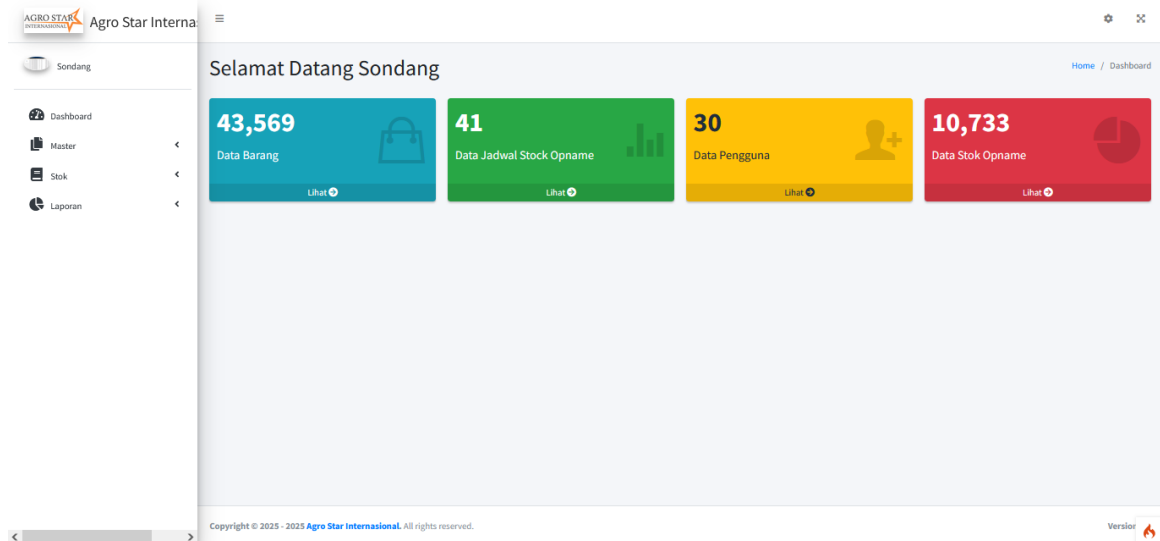 AGRO STAR
INTERNASIONAL
Agro Star Interna
Sondang
Dashboard
Master
Stok
Laporan
Selamat Datang Sondang
Home / Dashboard
43,569
Data Barang
Lihat
41
Data Jadwal Stock Opname
Lihat
30
Data Pengguna
Lihat
10,733
Data Stok Opname
Lihat
Copyright © 2025 - 2025 Agro Star Internasional. All rights reserved.
Version